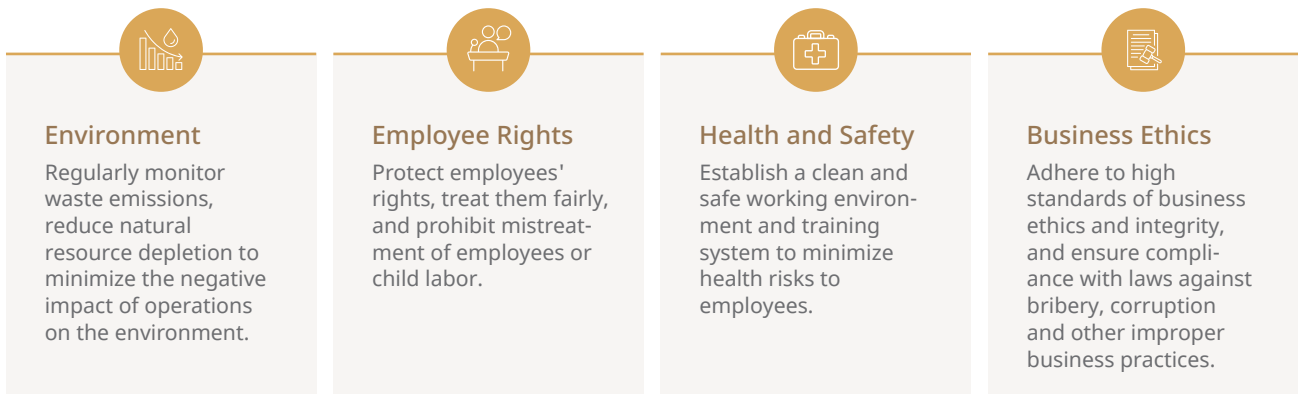 Environment
Regularly monitor
waste emissions,
reduce natural
resource depletion to
minimize the negative
impact of operations
on the environment.
Employee Rights
Protect employees'
rights, treat them fairly,
and prohibit mistreat-
ment of employees or
child labor.
Health and Safety
Establish a clean and
safe working environ-
ment and training
system to minimize
health risks to
employees.
Business Ethics
Adhere to high
standards of business
ethics and integrity,
and ensure compli-
ance with laws against
bribery, corruption
and other improper
business practices.